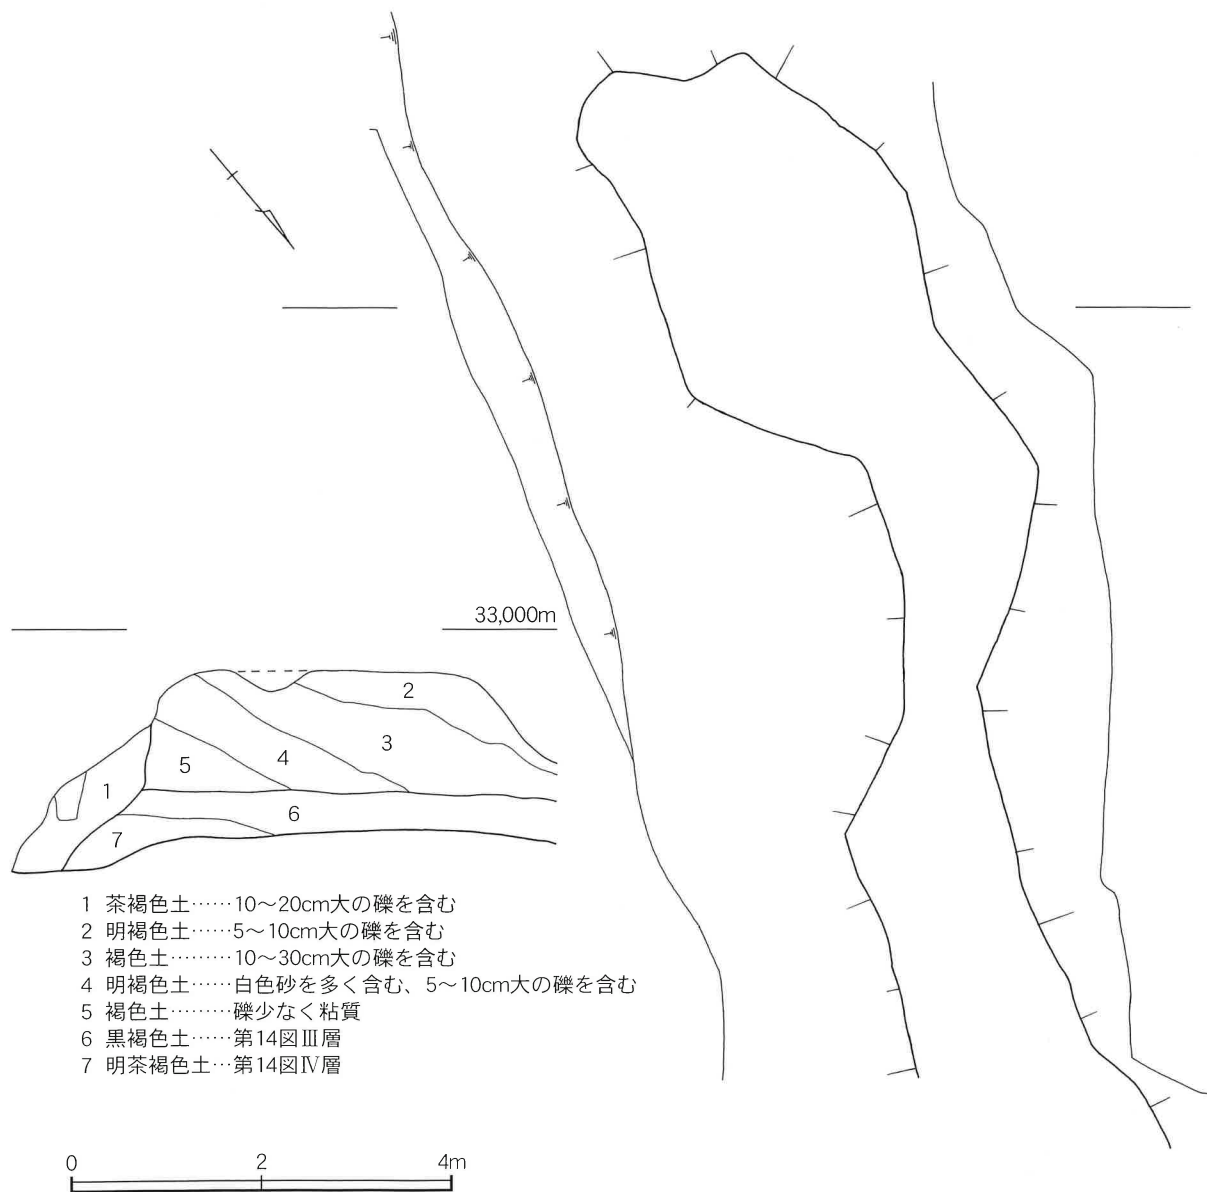 33,000m
2
3
4
5
1
6
7
1 茶褐色土……10～20cm大の礫を含む
2 明褐色土……5～10cm大の礫を含む
3 褐色土………10～30cm大の礫を含む
4 明褐色土……白色砂を多く含む、5～10cm大の礫を含む
5 褐色土………礫少なく粘質
6 黒褐色土……第14図Ⅲ層
7 明茶褐色土…第14図Ⅳ層
0 2 4m